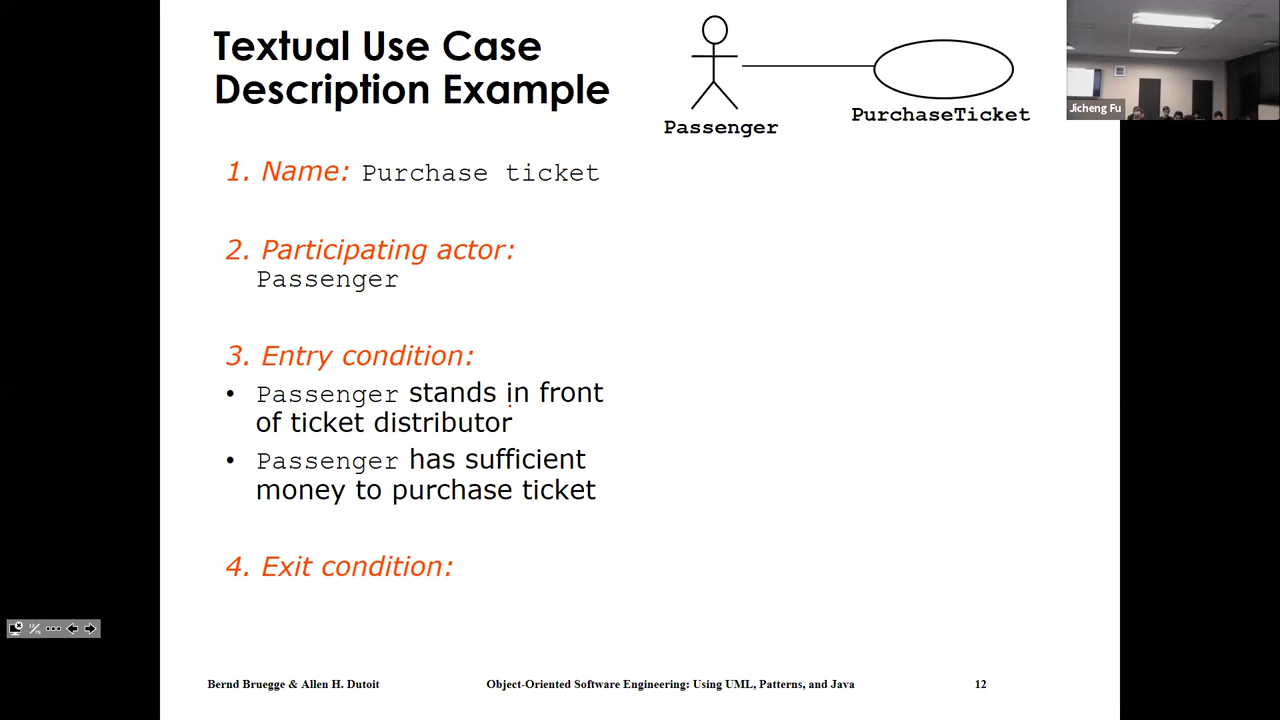 Textual Use Case
Description Example
Passenger
PurchaseTicket
Jicheng Fu
1. Name: Purchase ticket
2. Participating actor:
Passenger
3. Entry condition:
• Passenger stands in front
of ticket distributor
• Passenger has sufficient
money to purchase ticket
4. Exit condition:
Bernd Bruegge & Allen H. Dutoit
Object-Oriented Software Engineering: Using UML, Patterns, and Java
12